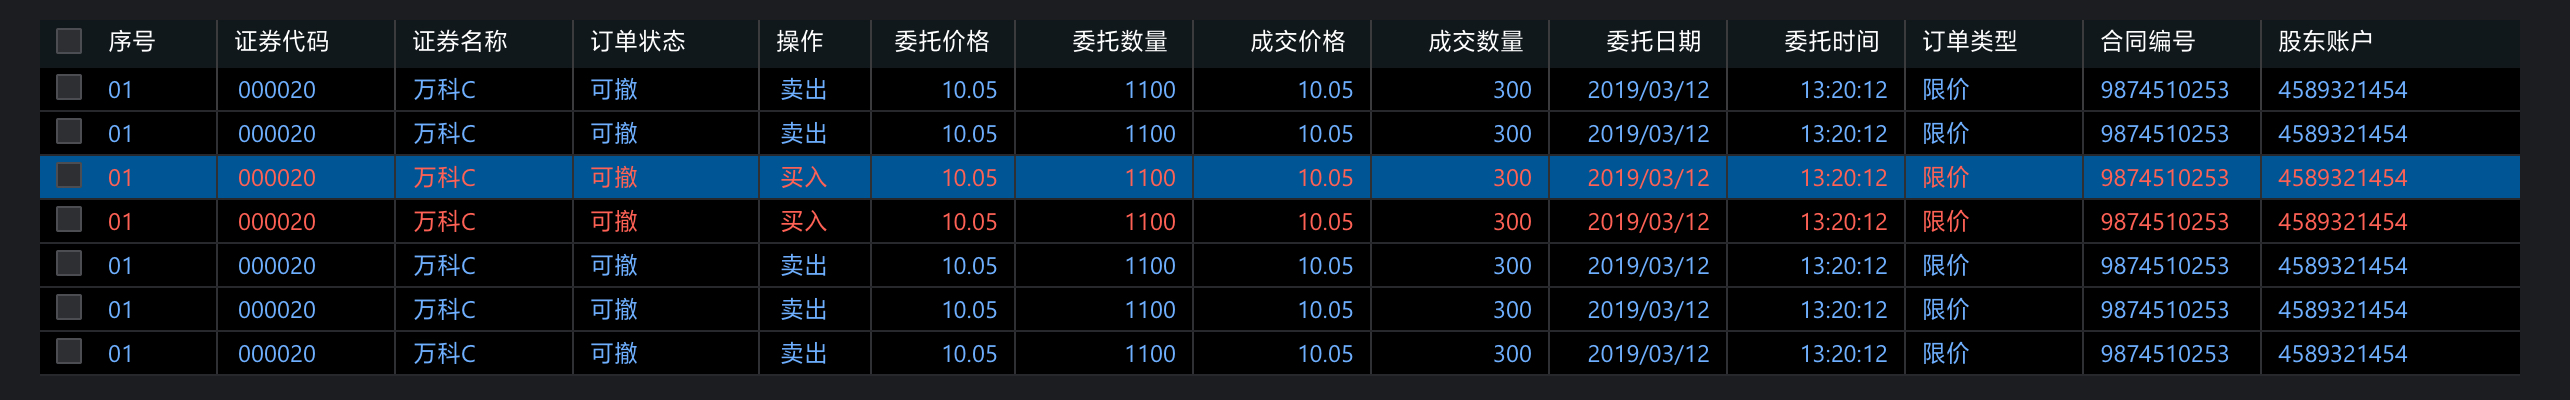 序号 证券代码 证券名称 订单状态 操作 委托价格 委托数量 成交价格 成交数量 委托日期 委托时间 订单类型 合同编号 股东账户
01 000020 万科C 可撤 卖出 10.05 1100 10.05 300 2019/03/12 13:20:12 限价 9874510253 4589321454
01 000020 万科C 可撤 卖出 10.05 1100 10.05 300 2019/03/12 13:20:12 限价 9874510253 4589321454
01 000020 万科C 可撤 买入 10.05 1100 10.05 300 2019/03/12 13:20:12 限价 9874510253 4589321454
01 000020 万科C 可撤 买入 10.05 1100 10.05 300 2019/03/12 13:20:12 限价 9874510253 4589321454
01 000020 万科C 可撤 卖出 10.05 1100 10.05 300 2019/03/12 13:20:12 限价 9874510253 4589321454
01 000020 万科C 可撤 卖出 10.05 1100 10.05 300 2019/03/12 13:20:12 限价 9874510253 4589321454
01 000020 万科C 可撤 卖出 10.05 1100 10.05 300 2019/03/12 13:20:12 限价 9874510253 4589321454